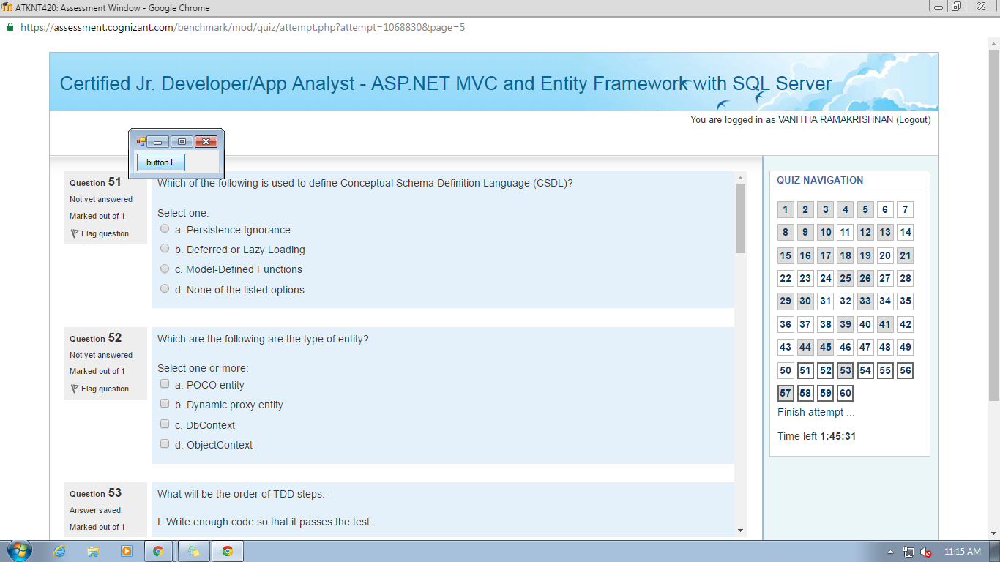 ATKNT420: Assessment Window - Google Chrome
https://assessment.cognizant.com/benchmark/mod/quiz/attempt.php?attempt=1068830&page=5
Certified Jr. Developer/App Analyst - ASP.NET MVC and Entity Framework with SQL Server
You are logged in as VANITHA RAMAKRISHNAN (Logout)
button1
Question 51
Not yet answered
Marked out of 1
Flag question
Which of the following is used to define Conceptual Schema Definition Language (CSDL)?
Select one:
a. Persistence Ignorance
b. Deferred or Lazy Loading
c. Model-Defined Functions
d. None of the listed options
Question 52
Not yet answered
Marked out of 1
Flag question
Which are the following are the type of entity?
Select one or more:
a. POCO entity
b. Dynamic proxy entity
c. DbContext
d. ObjectContext
Question 53
Answer saved
Marked out of 1
What will be the order of TDD steps:-
I. Write enough code so that it passes the test.
QUIZ NAVIGATION
1 2 3 4 5 6 7
8 9 10 11 12 13 14
15 16 17 18 19 20 21
22 23 24 25 26 27 28
29 30 31 32 33 34 35
36 37 38 39 40 41 42
43 44 45 46 47 48 49
50 51 52 53 54 55 56
57 58 59 60
Finish attempt ...
Time left 1:45:31
11:15 AM